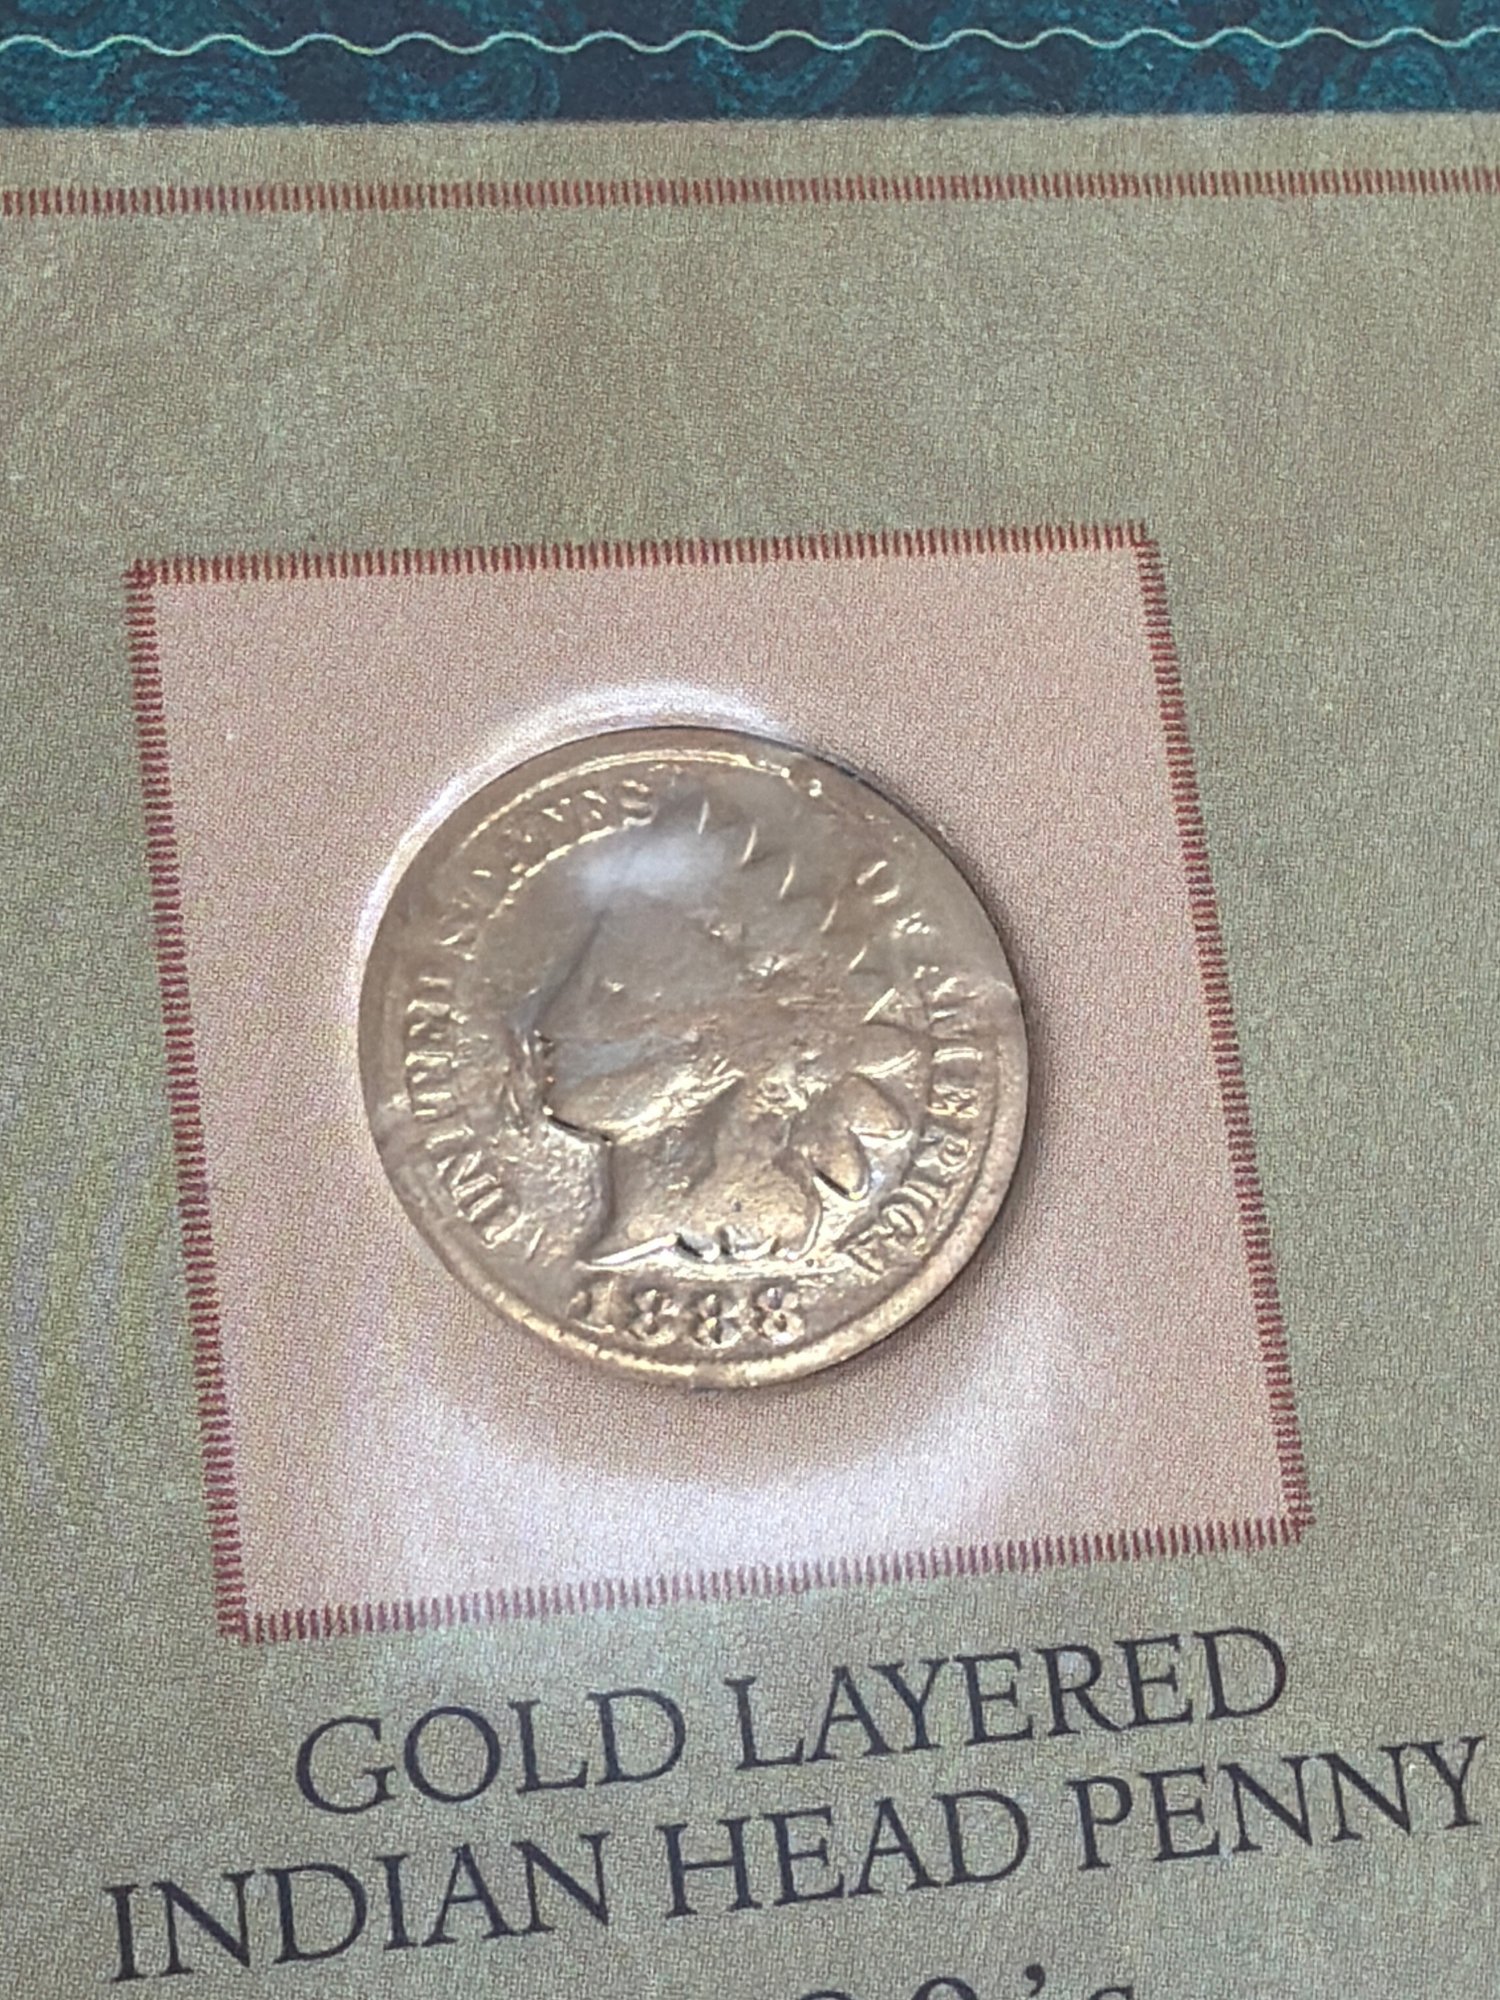 UNITED STATES OF AMERICA
1888
GOLD LAYERED
INDIAN HEAD PENNY